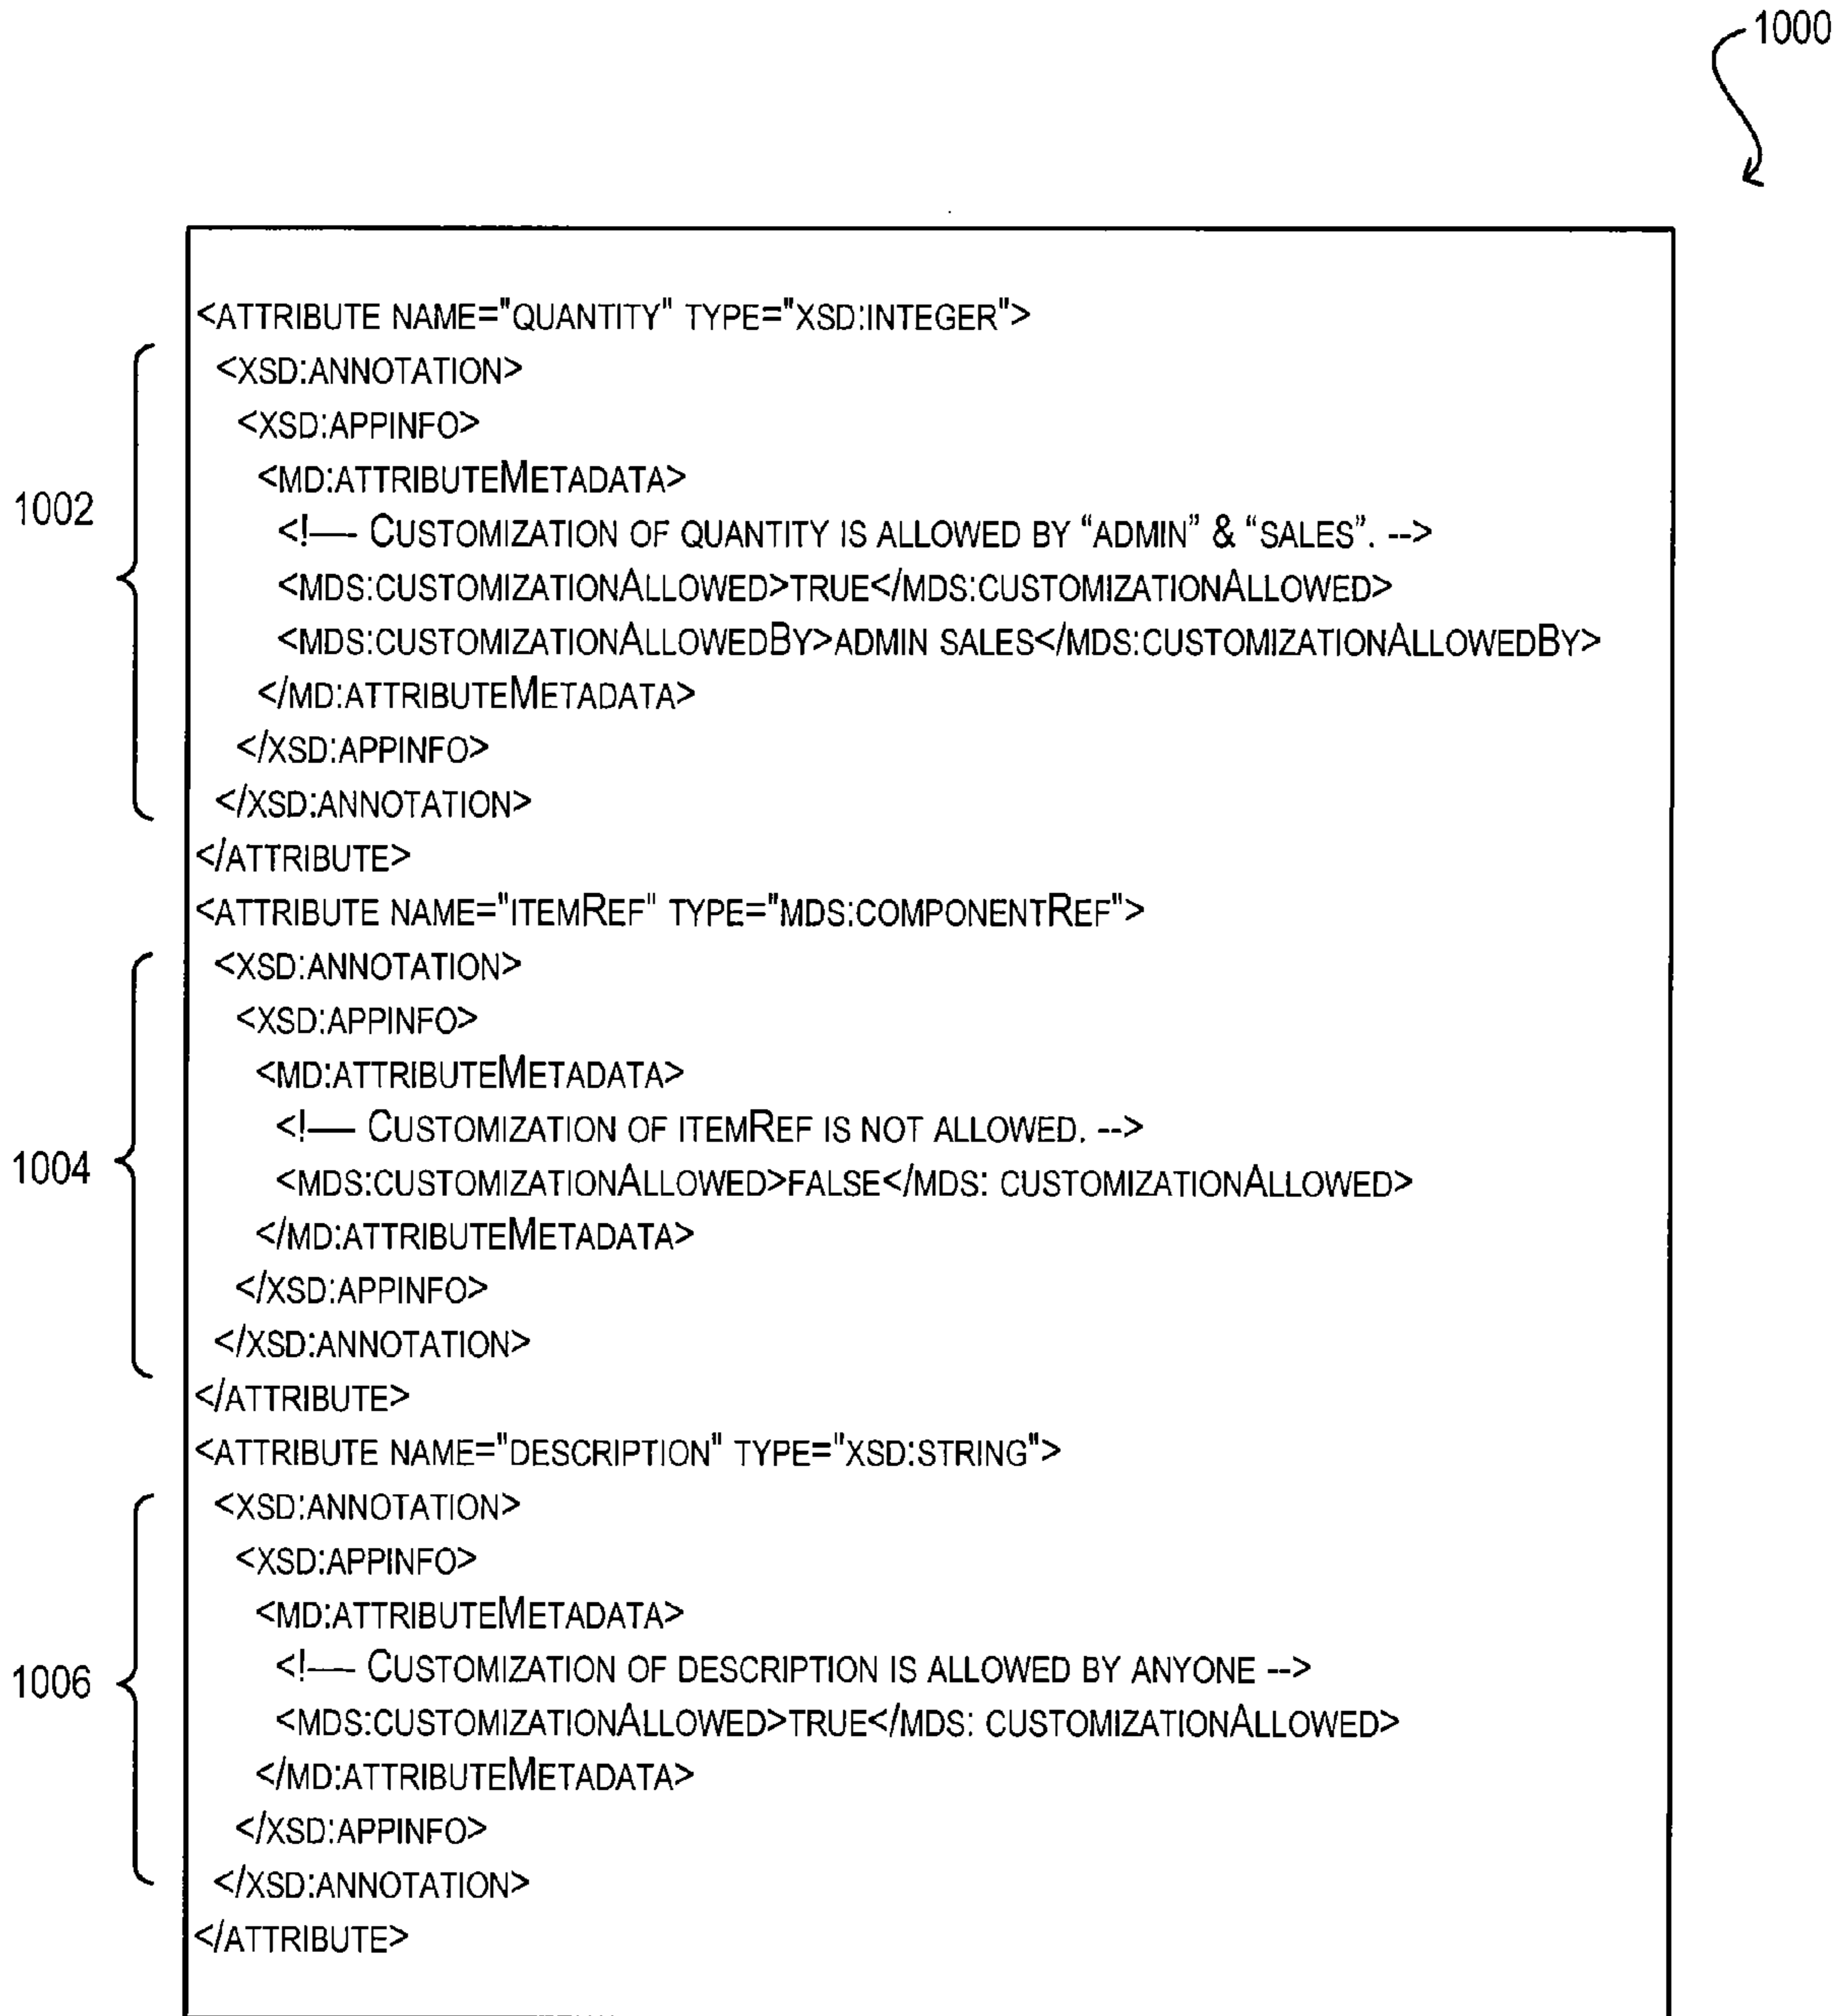 1000
<ATTRIBUTE NAME="QUANTITY" TYPE="XSD:INTEGER">
<XSD:ANNOTATION>
<XSD:APPINFO>
<MD:ATTRIBUTEMETADATA>
1002
<!–– CUSTOMIZATION OF QUANTITY IS ALLOWED BY “ADMIN” & “SALES”. -->
<MDS:CUSTOMIZATIONALLOWED>TRUE</MDS:CUSTOMIZATIONALLOWED>
<MDS:CUSTOMIZATIONALLOWEDBY>ADMIN SALES</MDS:CUSTOMIZATIONALLOWEDBY>
</MD:ATTRIBUTEMETADATA>
</XSD:APPINFO>
</XSD:ANNOTATION>
</ATTRIBUTE>
<ATTRIBUTE NAME="ITEMREF" TYPE="MDS:COMPONENTREF">
<XSD:ANNOTATION>
<XSD:APPINFO>
<MD:ATTRIBUTEMETADATA>
<!–– CUSTOMIZATION OF ITEMREF IS NOT ALLOWED. -->
1004
<MDS:CUSTOMIZATIONALLOWED>FALSE</MDS: CUSTOMIZATIONALLOWED>
</MD:ATTRIBUTEMETADATA>
</XSD:APPINFO>
</XSD:ANNOTATION>
</ATTRIBUTE>
<ATTRIBUTE NAME="DESCRIPTION" TYPE="XSD:STRING">
<XSD:ANNOTATION>
<XSD:APPINFO>
<MD:ATTRIBUTEMETADATA>
1006
<!–– CUSTOMIZATION OF DESCRIPTION IS ALLOWED BY ANYONE -->
<MDS:CUSTOMIZATIONALLOWED>TRUE</MDS: CUSTOMIZATIONALLOWED>
</MD:ATTRIBUTEMETADATA>
</XSD:APPINFO>
</XSD:ANNOTATION>
</ATTRIBUTE>